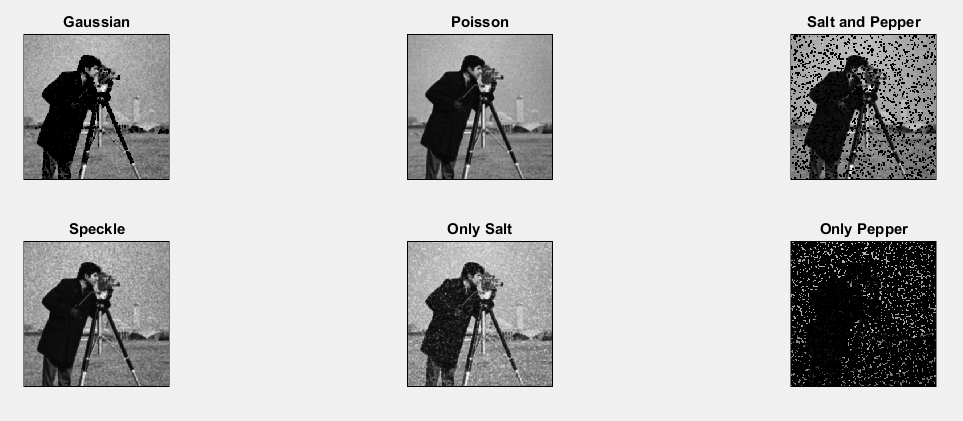 Gaussian
Poisson
Salt and Pepper
Speckle
Only Salt
Only Pepper